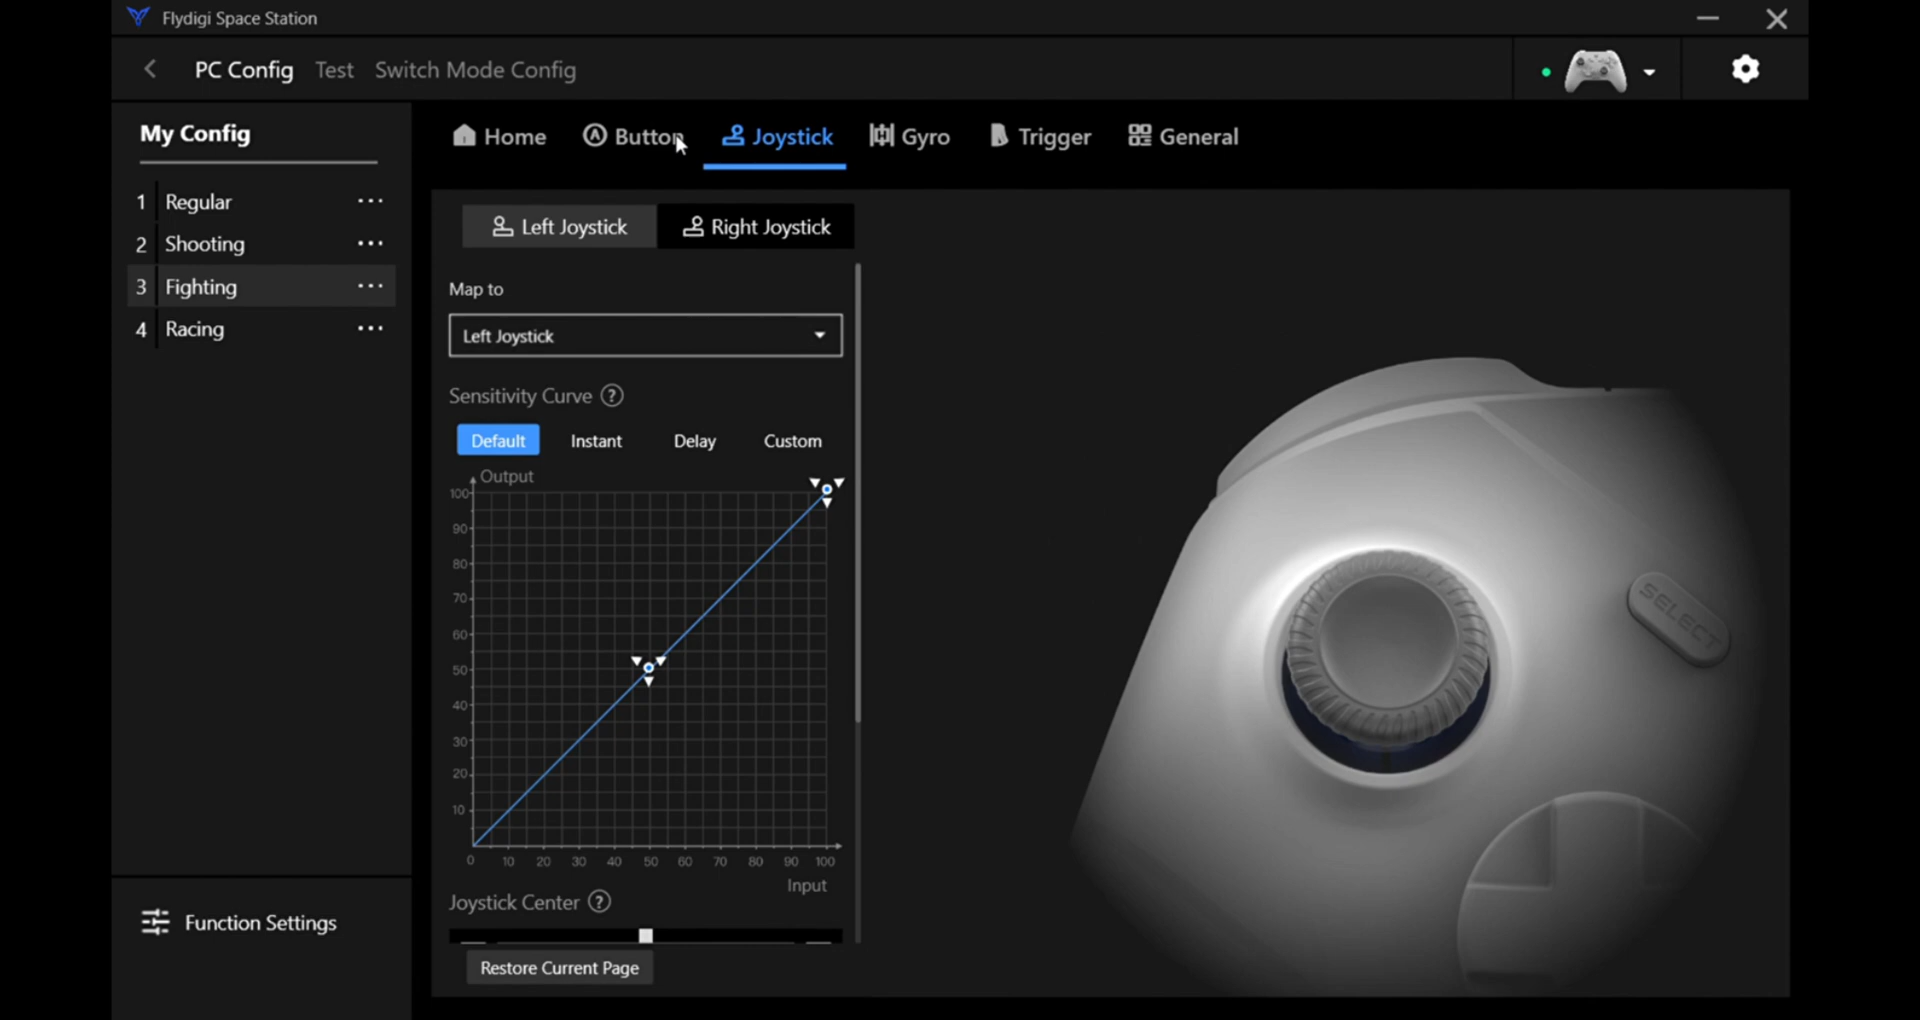 Flydigi Space Station
PC Config Test Switch Mode Config
My Config
1 Regular ...
2 Shooting ...
3 Fighting ...
4 Racing ...
Function Settings
Home Button Joystick Gyro Trigger General
Left Joystick Right Joystick
Map to
Left Joystick
Sensitivity Curve ?
Default Instant Delay Custom
Output
100
90
80
70
60
50
40
30
20
10
0 10 20 30 40 50 60 70 80 90 100
Input
Joystick Center ?
Restore Current Page
SELECT